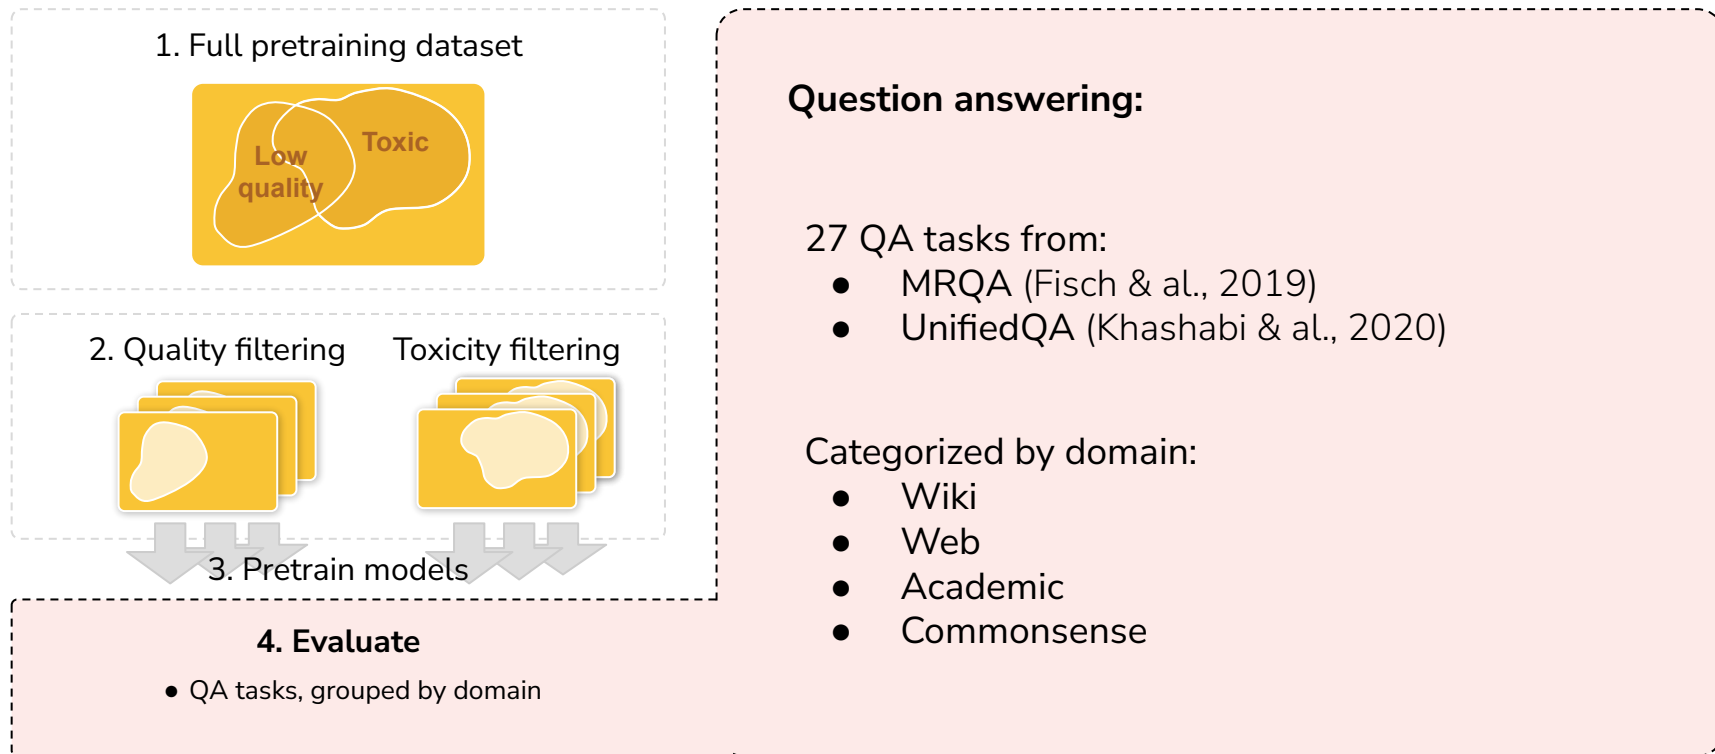 1. Full pretraining dataset
Low
quality
Toxic
2. Quality filtering
Toxicity filtering
3. Pretrain models
4. Evaluate
● QA tasks, grouped by domain
Question answering:
27 QA tasks from:
● MRQA (Fisch & al., 2019)
● UnifiedQA (Khashabi & al., 2020)
Categorized by domain:
● Wiki
● Web
● Academic
● Commonsense